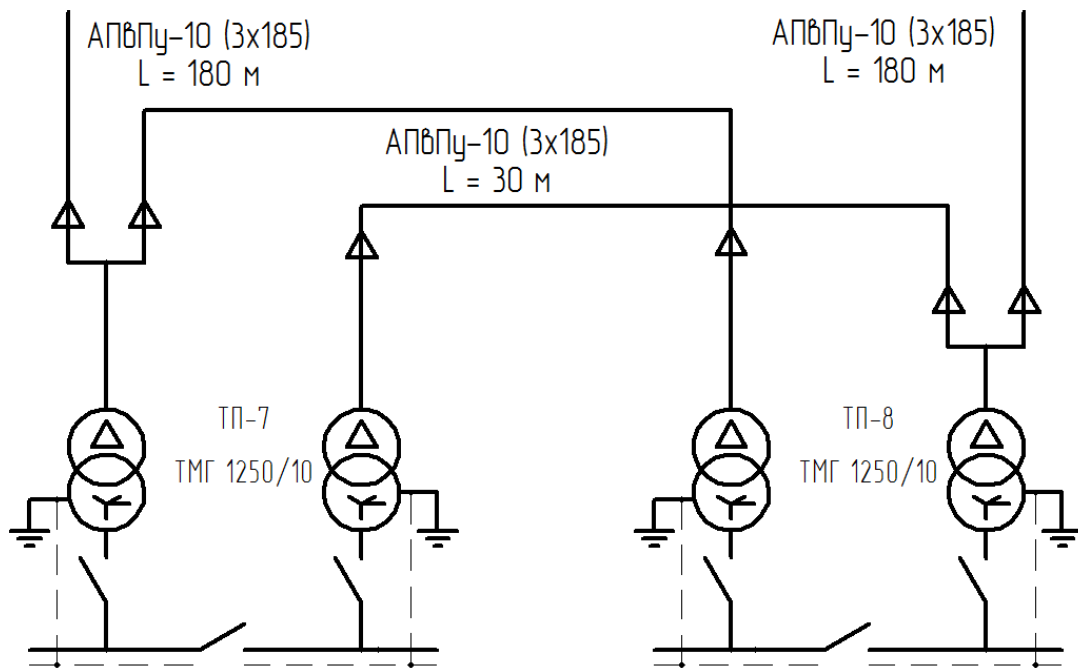 АПвПу-10 (3х185)
L = 180 м
АПвПу-10 (3х185)
L = 180 м
АПвПу-10 (3х185)
L = 30 м
ТП-7
ТМГ 1250/10
ТП-8
ТМГ 1250/10